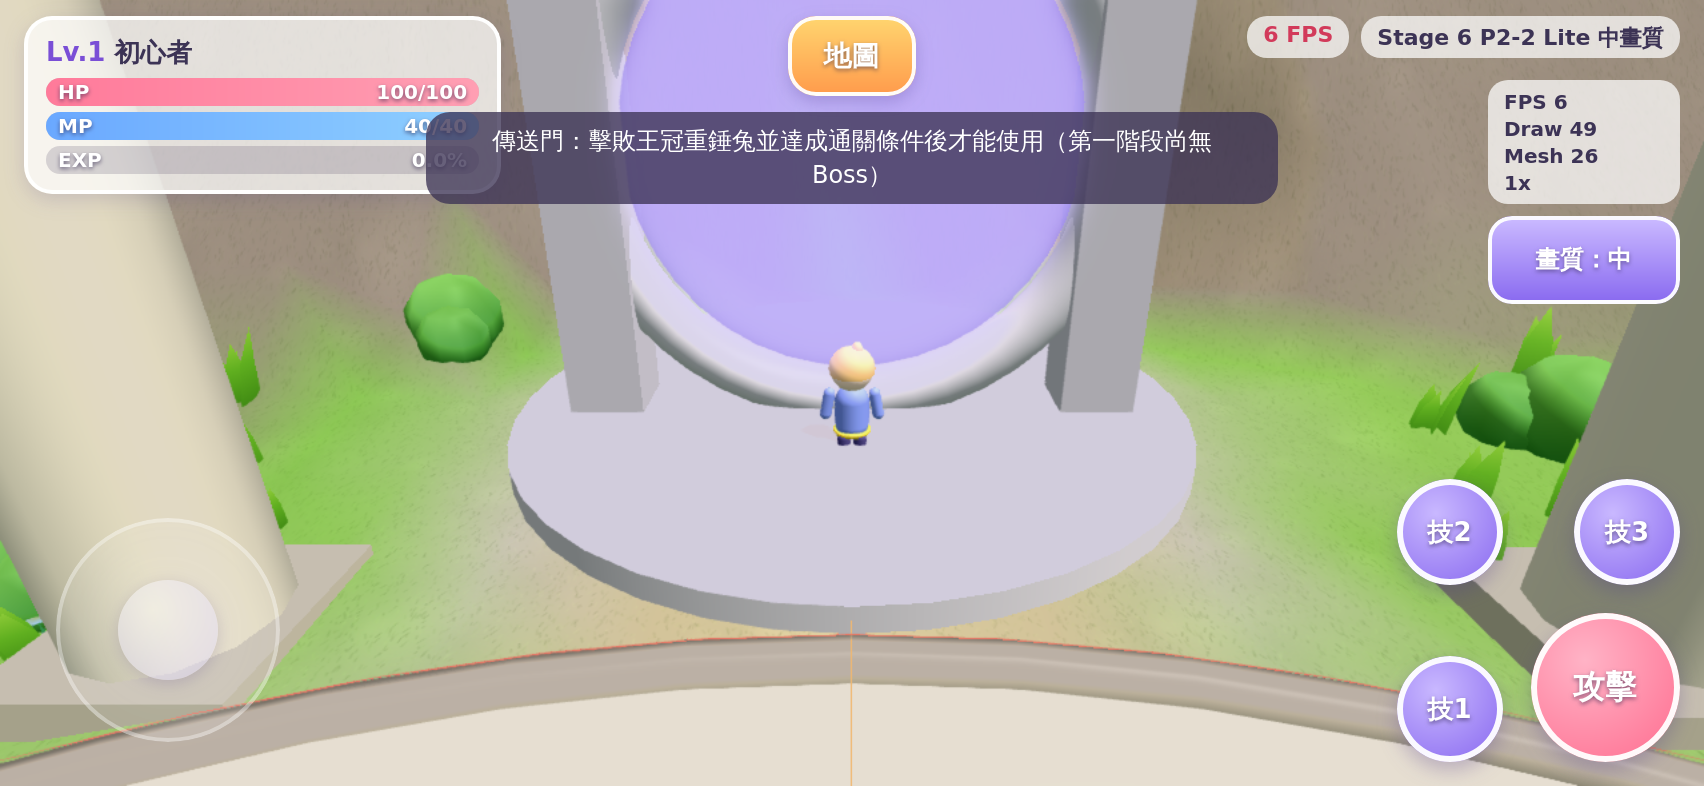 Lv.1 初心者
HP 100/100
MP 40/40
EXP 0.0%
地圖
傳送門：擊敗王冠重錘兔並達成通關條件後才能使用（第一階段尚無
Boss）
6 FPS
Stage 6 P2-2 Lite 中畫質
FPS 6
Draw 49
Mesh 26
1x
畫質：中
技2
技3
技1
攻擊